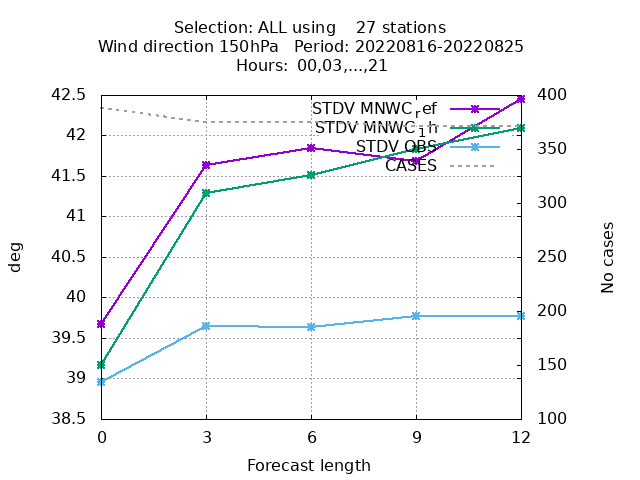 Selection: ALL using    27 stations
Wind direction 150hPa   Period: 20220816-20220825
Hours: 00,03,...,21
42.5
42
41.5
41
40.5
40
39.5
39
38.5
400
350
300
250
200
150
100
STDV MNWC_ref
STDV MNWC_1h
STDV OBS
CASES
deg
No cases
0 3 6 9 12
Forecast length